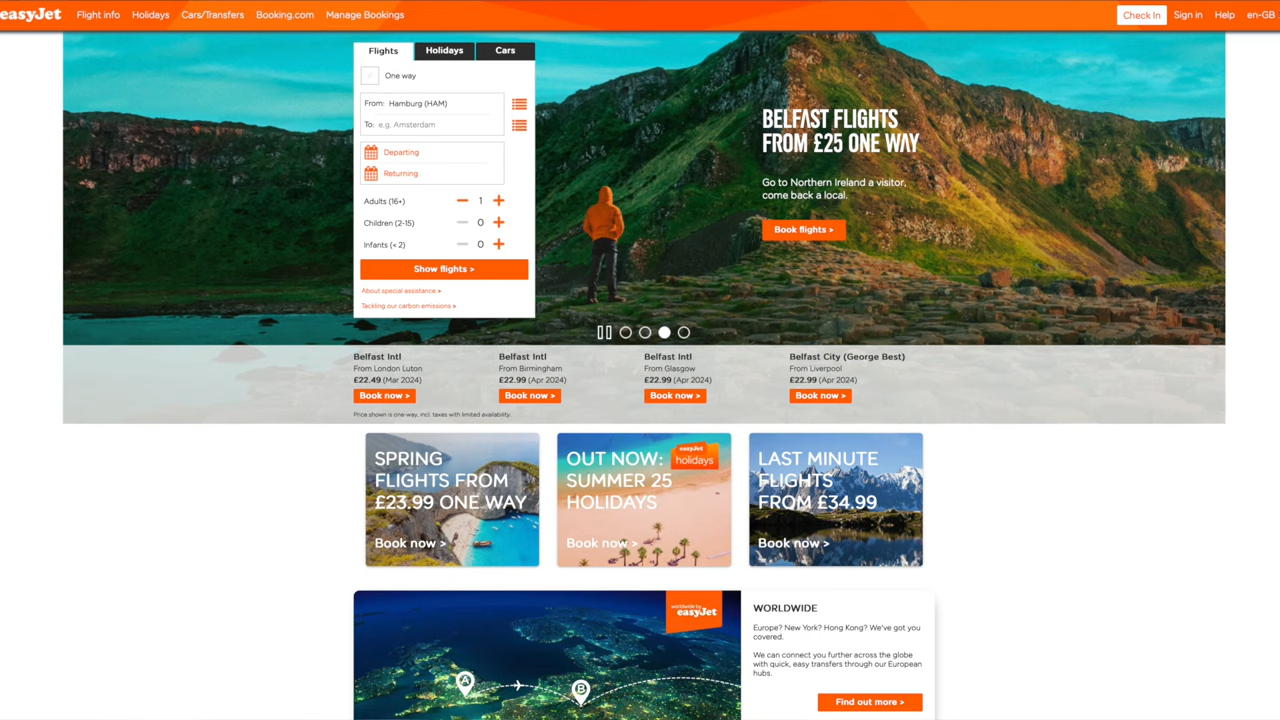 easyJet Flight info Holidays Cars/Transfers Booking.com Manage Bookings Check In Sign in Help en-GB
Flights Holidays Cars
One way
From: Hamburg (HAM)
To: e.g. Amsterdam
Departing
Returning
Adults (16+) 1
Children (2-15) 0
Infants (< 2) 0
Show flights >
About special assistance »
Tackling our carbon emissions »
BELFAST FLIGHTS
FROM £25 ONE WAY
Go to Northern Ireland a visitor,
come back a local.
Book flights >
Belfast Intl
From London Luton
£22.49 (Mar 2024)
Book now >
Belfast Intl
From Birmingham
£22.99 (Apr 2024)
Book now >
Belfast Intl
From Glasgow
£22.99 (Apr 2024)
Book now >
Belfast City (George Best)
From Liverpool
£22.99 (Apr 2024)
Book now >
Price shown is one-way, incl. taxes with limited availability.
SPRING
FLIGHTS FROM
£23.99 ONE WAY
Book now >
easyJet
holidays
OUT NOW:
SUMMER 25
HOLIDAYS
Book now >
LAST MINUTE
FLIGHTS
FROM £34.99
Book now >
worldwide by
easyJet
A
B
WORLDWIDE
Europe? New York? Hong Kong? We've got you
covered.
We can connect you further across the globe
with quick, easy transfers through our European
hubs.
Find out more >